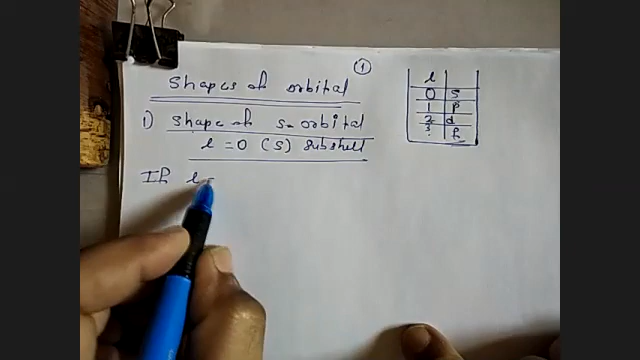 1
Shapes of orbital
1) Shape of s-orbital
l = 0 (s) subshell
If l =
l
0 s
1 p
2 d
3 f